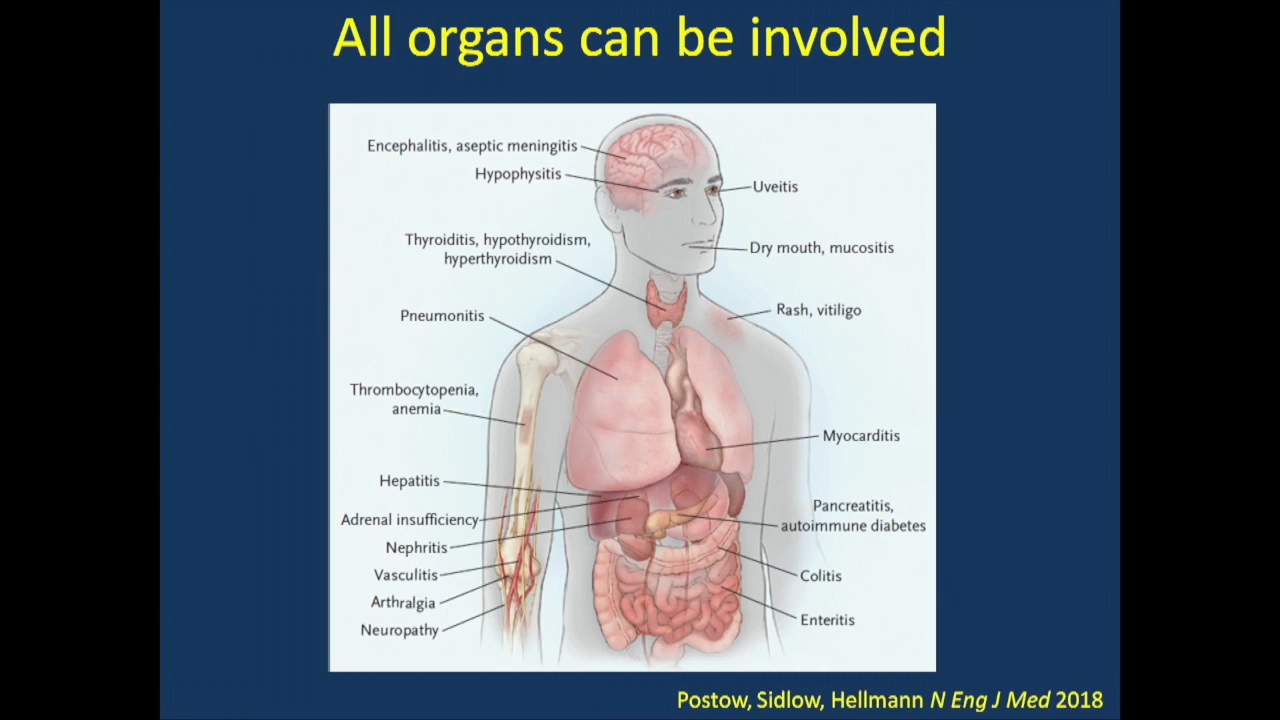 All organs can be involved
Encephalitis, aseptic meningitis
Hypophysitis
Uveitis
Thyroiditis, hypothyroidism,
hyperthyroidism
Dry mouth, mucositis
Pneumonitis
Rash, vitiligo
Thrombocytopenia,
anemia
Myocarditis
Hepatitis
Adrenal insufficiency
Pancreatitis,
autoimmune diabetes
Nephritis
Vasculitis
Colitis
Arthralgia
Enteritis
Neuropathy
Postow, Sidlow, Hellmann N Eng J Med 2018